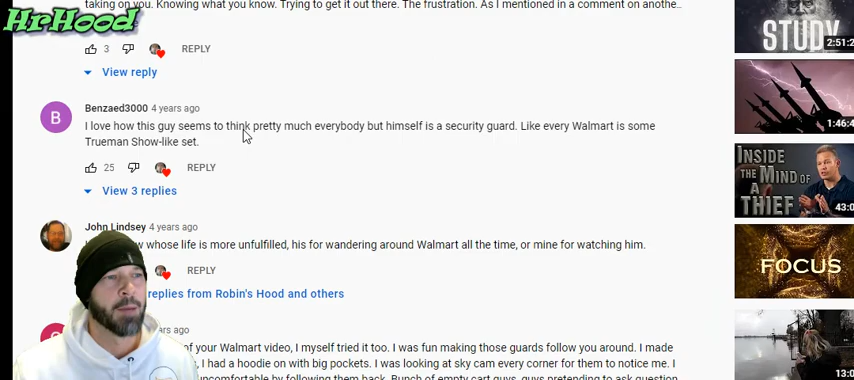 HrHood
taking on you. Knowing what you know. Trying to get it out there. The frustration. As I mentioned in a comment on anothe..
3 REPLY
View reply
STUDY
2:51:2
1:46:4
B
Benzaed3000 4 years ago
I love how this guy seems to think pretty much everybody but himself is a security guard. Like every Walmart is some
Trueman Show-like set.
25 REPLY
View 3 replies
INSIDE
THE MIND OF
A
THIEF
43:0
John Lindsey 4 years ago
whose life is more unfulfilled, his for wandering around Walmart all the time, or mine for watching him.
REPLY
replies from Robin's Hood and others
FOCUS
ars ago
of your Walmart video, I myself tried it too. I was fun making those guards follow you around. I made
I had a hoodie on with big pockets. I was looking at sky cam every corner for them to notice me. I
uncomfortable by following them back. Bunch of empty cart guys, guys pretending to ask question
13:0